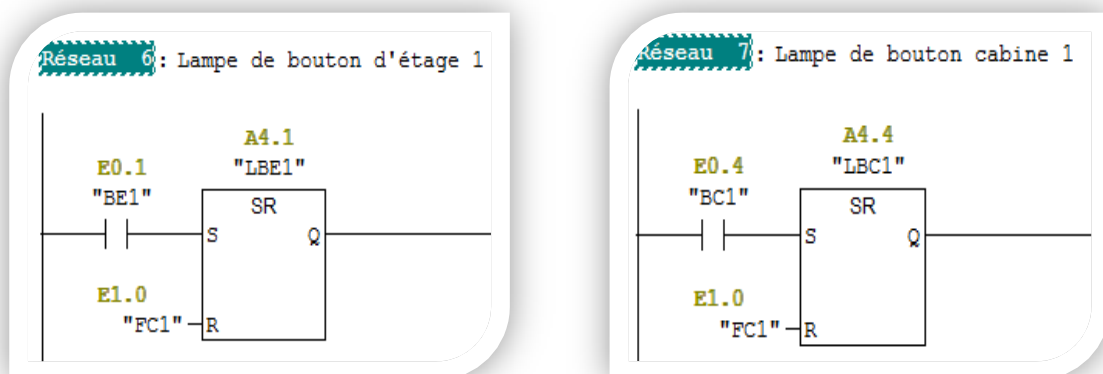 Réseau 6 : Lampe de bouton d'étage 1
A4.1
E0.1 "LBE1"
"BE1" SR
S Q
E1.0
"FC1" R
Réseau 7 : Lampe de bouton cabine 1
A4.4
E0.4 "LBC1"
"BC1" SR
S Q
E1.0
"FC1" R